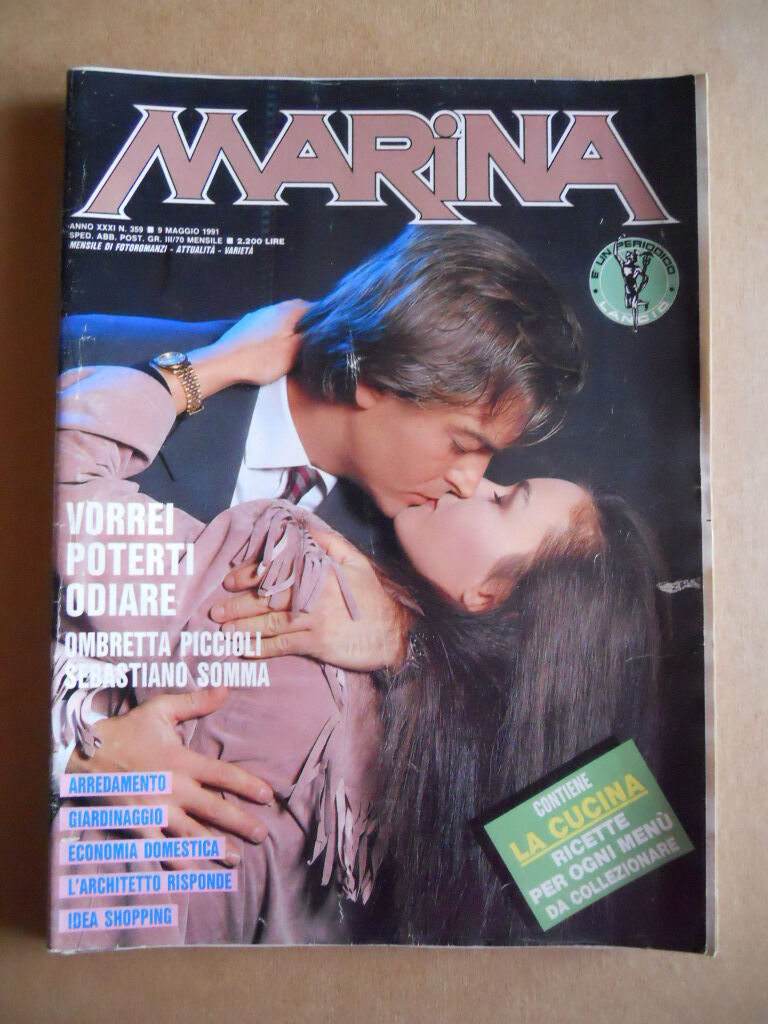 MARiNA
ANNO XXXI N. 359 ■ 9 MAGGIO 1991
SPED. ABB. POST. GR. III/70 MENSILE ■ 2.200 LIRE
MENSILE DI FOTOROMANZI - ATTUALITÀ - VARIETÀ
E' UN PERIODICO
LANCIO
VORREI
POTERTI
ODIARE
OMBRETTA PICCIOLI
SEBASTIANO SOMMA
ARREDAMENTO
GIARDINAGGIO
ECONOMIA DOMESTICA
L'ARCHITETTO RISPONDE
IDEA SHOPPING
CONTIENE
LA CUCINA
RICETTE
PER OGNI MENÙ
DA COLLEZIONARE